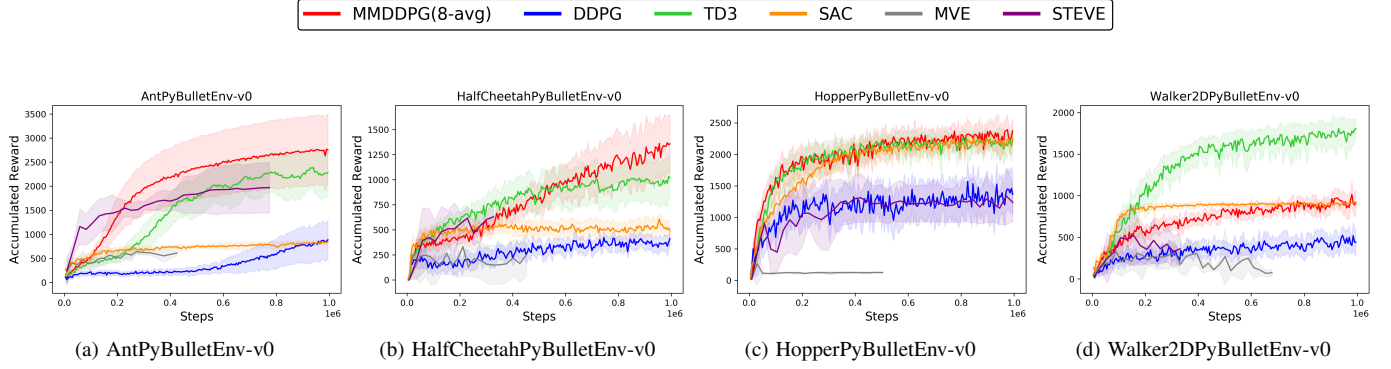 MMDDPG(8-avg) DDPG TD3 SAC MVE STEVE
AntPyBulletEnv-v0
Accumulated Reward
3500
3000
2500
2000
1500
1000
500
0
0.0 0.2 0.4 0.6 0.8 1.0
Steps
1e6
(a) AntPyBulletEnv-v0
HalfCheetahPyBulletEnv-v0
Accumulated Reward
1500
1250
1000
750
500
250
0
0.0 0.2 0.4 0.6 0.8 1.0
Steps
1e6
(b) HalfCheetahPyBulletEnv-v0
HopperPyBulletEnv-v0
Accumulated Reward
2500
2000
1500
1000
500
0
0.0 0.2 0.4 0.6 0.8 1.0
Steps
1e6
(c) HopperPyBulletEnv-v0
Walker2DPyBulletEnv-v0
Accumulated Reward
2000
1500
1000
500
0
0.0 0.2 0.4 0.6 0.8 1.0
Steps
1e6
(d) Walker2DPyBulletEnv-v0